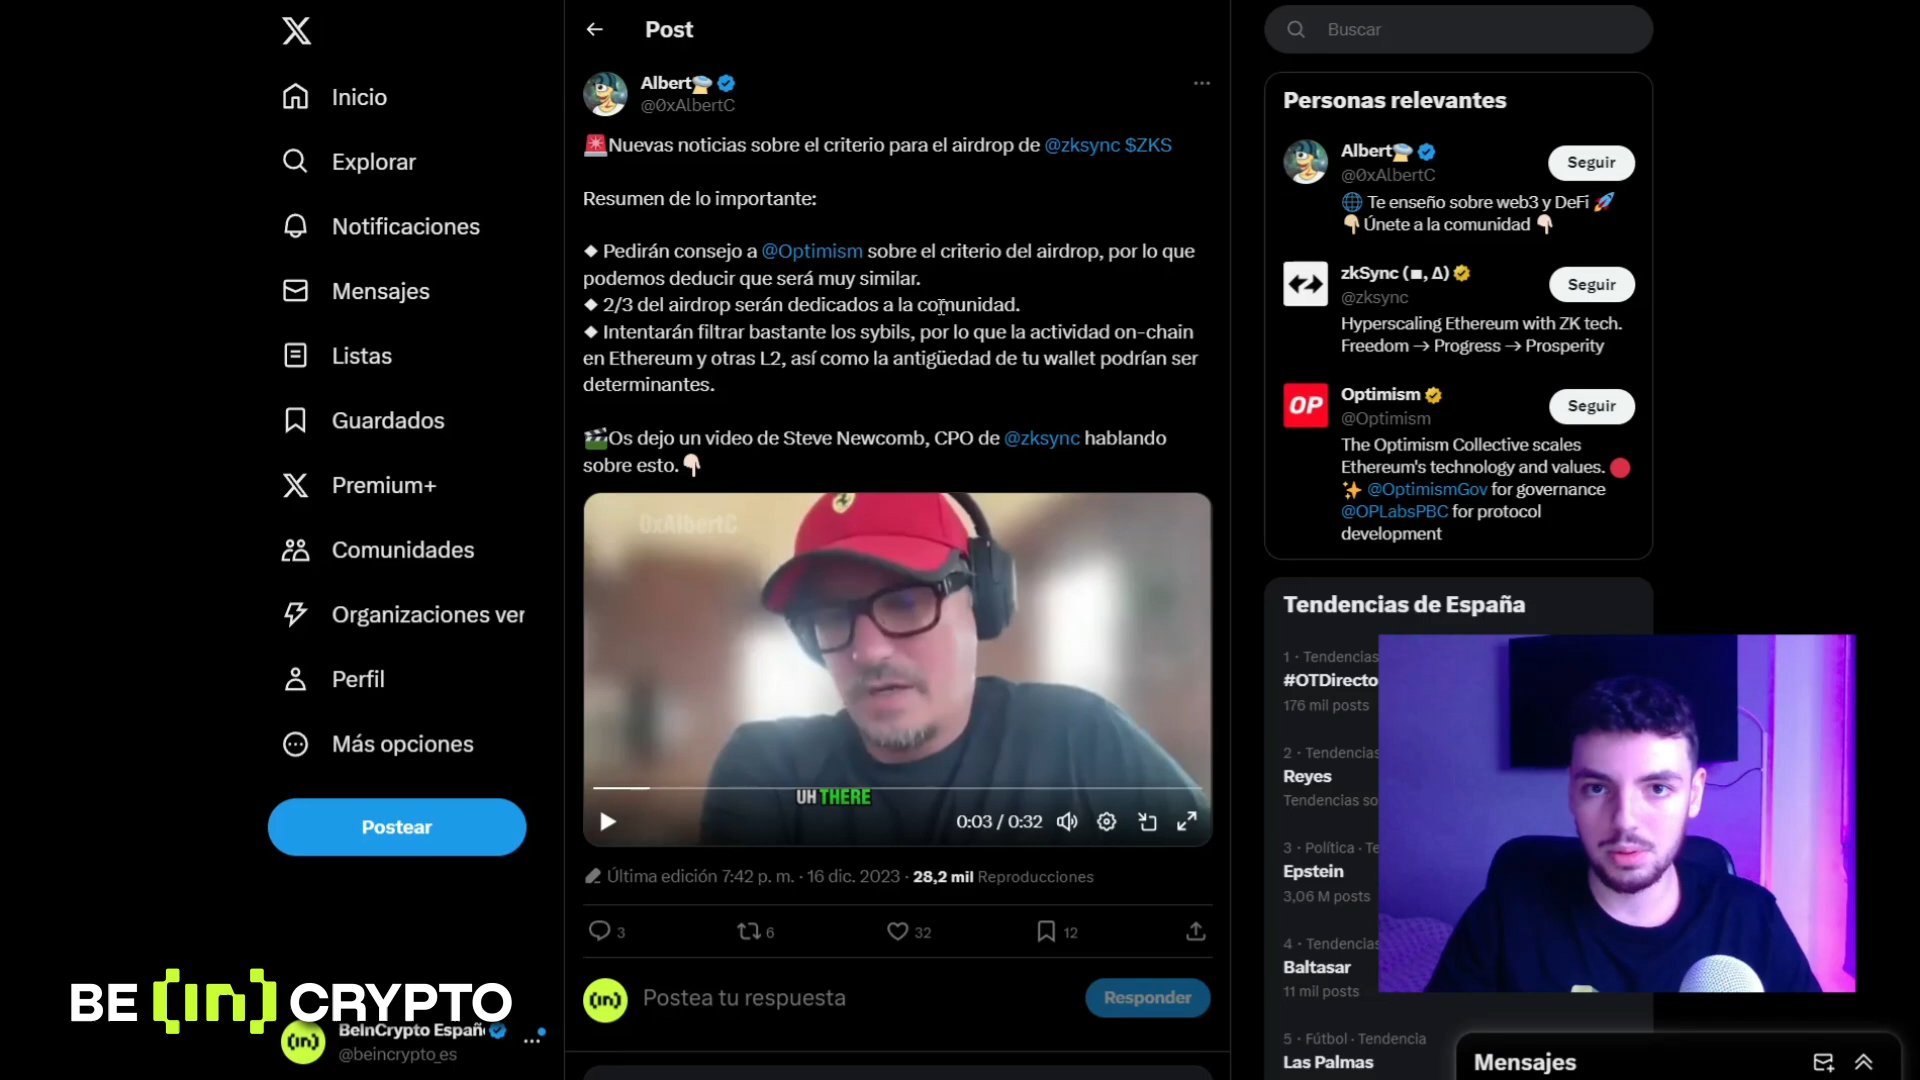 Inicio
Explorar
Notificaciones
Mensajes
Listas
Guardados
Premium+
Comunidades
Organizaciones ver
Perfil
Más opciones
Postear
BE [in] CRYPTO
(in)
BeInCrypto Españ
@beincrypto_es
Post
Albert
@0xAlbertC
Nuevas noticias sobre el criterio para el airdrop de @zksync $ZKS
Resumen de lo importante:
◆ Pedirán consejo a @Optimism sobre el criterio del airdrop, por lo que
podemos deducir que será muy similar.
◆ 2/3 del airdrop serán dedicados a la comunidad.
◆ Intentarán filtrar bastante los sybils, por lo que la actividad on-chain
en Ethereum y otras L2, así como la antigüedad de tu wallet podrían ser
determinantes.
Os dejo un video de Steve Newcomb, CPO de @zksync hablando
sobre esto.
0xAlbertC
UH THERE
0:03 / 0:32
Última edición 7:42 p. m. · 16 dic. 2023 · 28,2 mil Reproducciones
3
6
32
12
(in)
Postea tu respuesta
Responder
Buscar
Personas relevantes
Albert
@0xAlbertC
Seguir
Te enseño sobre web3 y DeFi
Únete a la comunidad
zkSync (∎, ∆)
@zksync
Seguir
Hyperscaling Ethereum with ZK tech.
Freedom → Progress → Prosperity
OP
Optimism
@Optimism
Seguir
The Optimism Collective scales
Ethereum's technology and values.
@OptimismGov for governance
@OPLabsPBC for protocol
development
Tendencias de España
1 · Tendencias
#OTDirecto
176 mil posts
2 · Tendencias
Reyes
Tendencias so
3 · Política · Te
Epstein
3,06 M posts
4 · Tendencias
Baltasar
11 mil posts
5 · Fútbol · Tendencia
Las Palmas
Mensajes